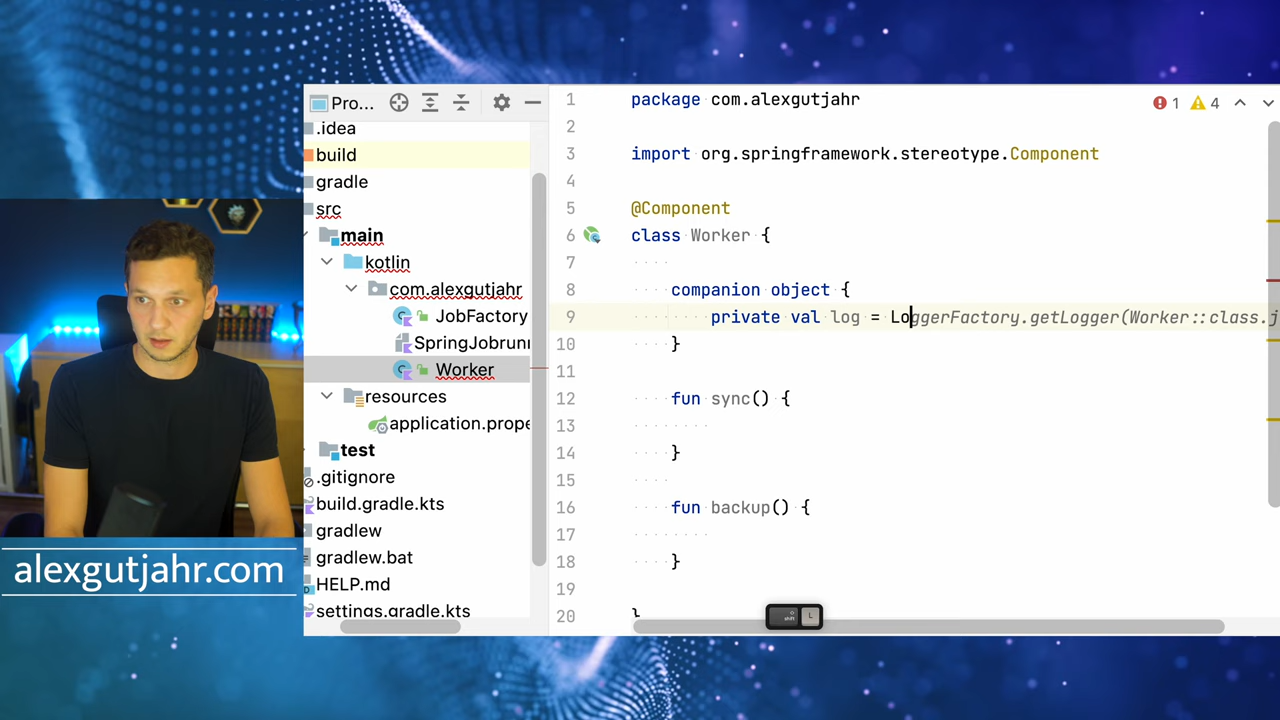 Pro...
.idea
build
gradle
src
main
kotlin
com.alexgutjahr
JobFactory
SpringJobrun
Worker
resources
application.prope
test
.gitignore
build.gradle.kts
gradlew
gradlew.bat
HELP.md
settings.gradle.kts
1 package com.alexgutjahr
1 4
2
3 import org.springframework.stereotype.Component
4
5 @Component
6 class Worker {
7
8 companion object {
9 private val log = LoggerFactory.getLogger(Worker::class.j
10 }
11
12 fun sync() {
13
14 }
15
16 fun backup() {
17
18 }
19
20 }
shift L
alexgutjahr.com